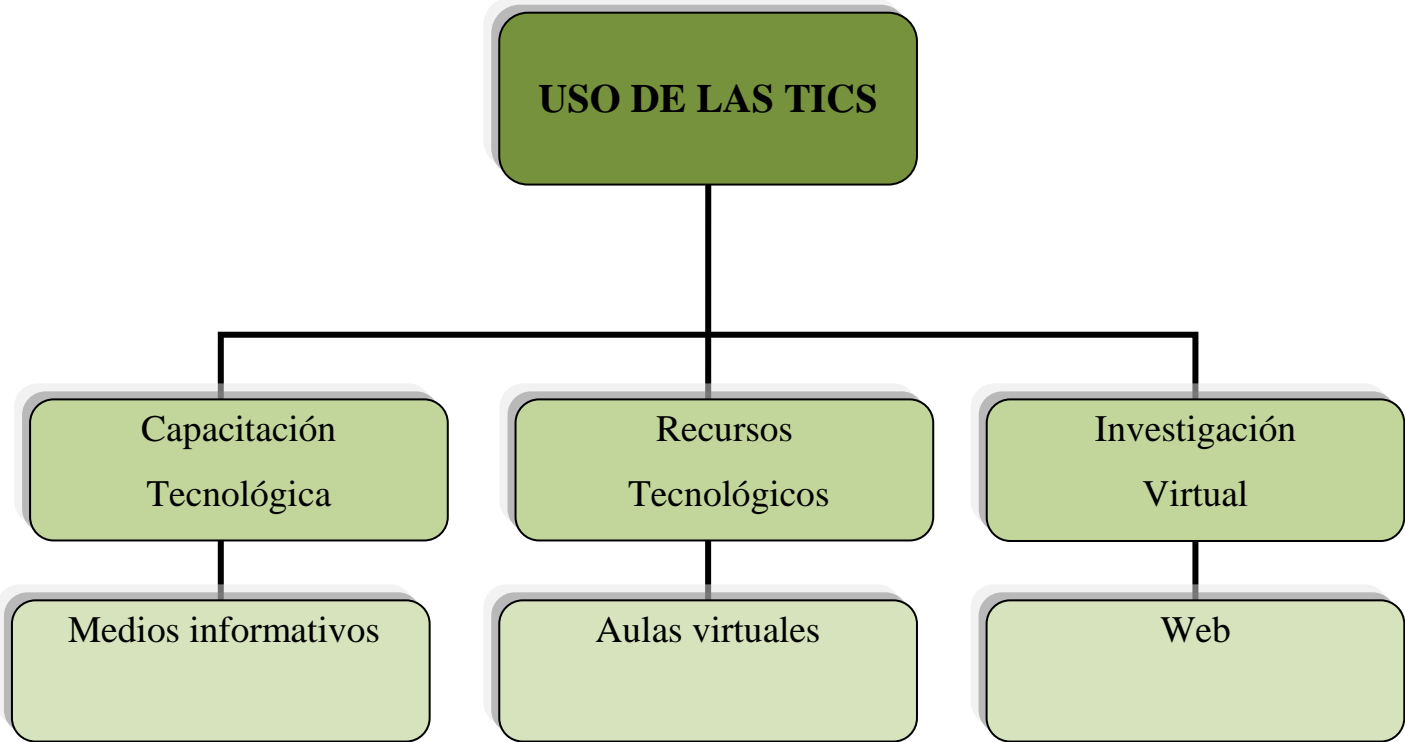 USO DE LAS TICS
Capacitación
Tecnológica
Recursos
Tecnológicos
Investigación
Virtual
Medios informativos
Aulas virtuales
Web